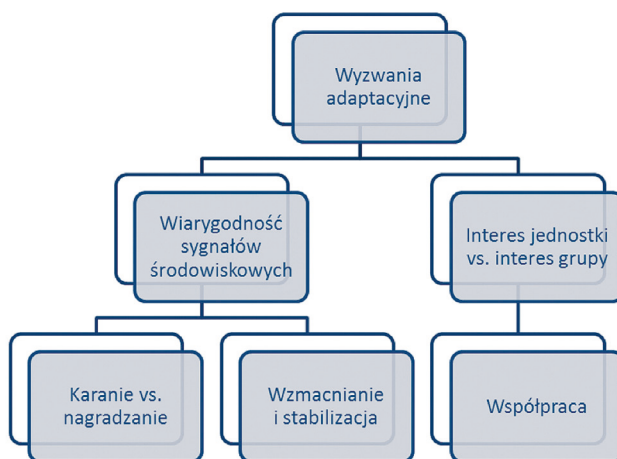 Wyzwania
adaptacyjne
Wiarygodność
sygnałów
środowiskowych
Interes jednostki
vs. interes grupy
Karanie vs.
nagradzanie
Wzmacnianie
i stabilizacja
Współpraca